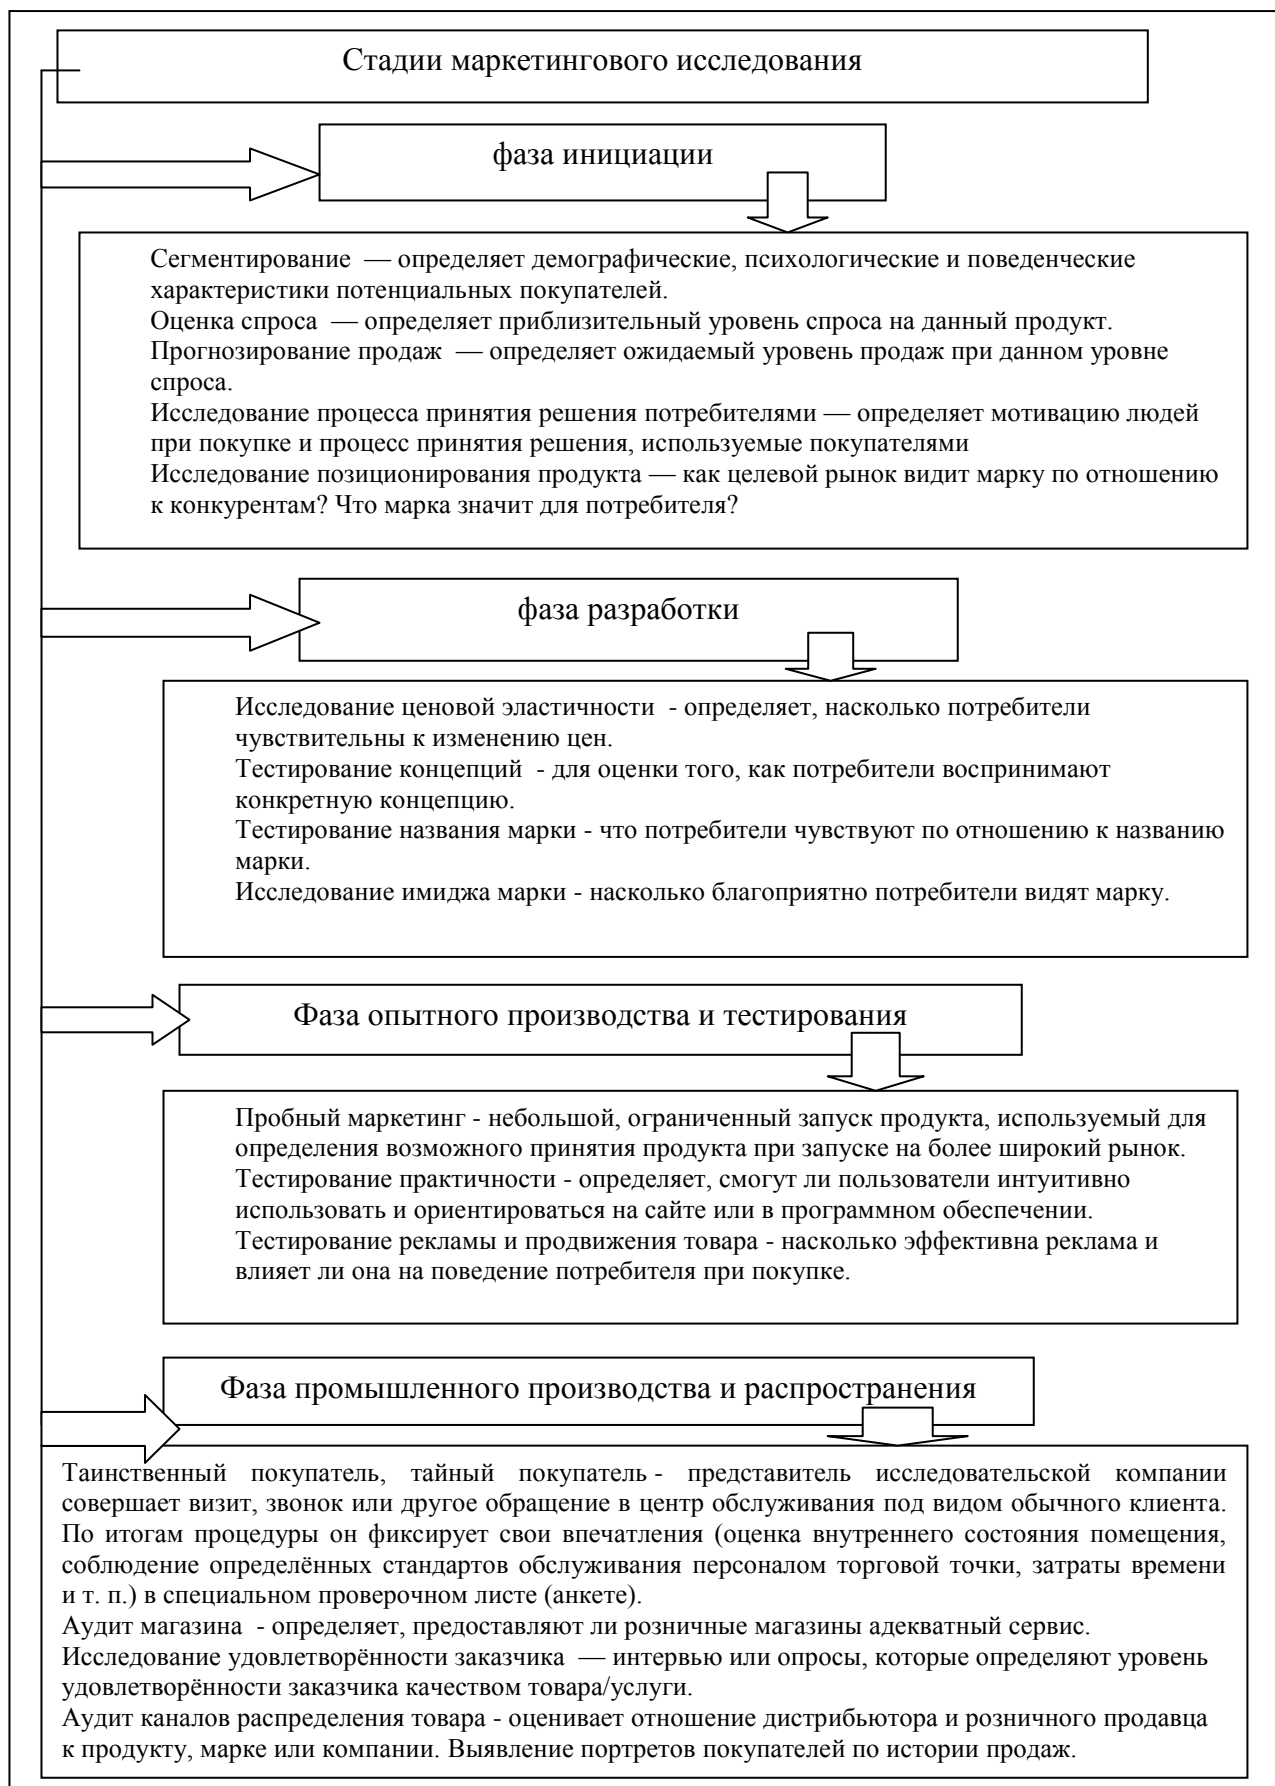 Стадии маркетингового исследования
фаза инициации
Сегментирование — определяет демографические, психологические и поведенческие
характеристики потенциальных покупателей.
Оценка спроса — определяет приблизительный уровень спроса на данный продукт.
Прогнозирование продаж — определяет ожидаемый уровень продаж при данном уровне
спроса.
Исследование процесса принятия решения потребителями — определяет мотивацию людей
при покупке и процесс принятия решения, используемые покупателями
Исследование позиционирования продукта — как целевой рынок видит марку по отношению
к конкурентам? Что марка значит для потребителя?
фаза разработки
Исследование ценовой эластичности - определяет, насколько потребители
чувствительны к изменению цен.
Тестирование концепций - для оценки того, как потребители воспринимают
конкретную концепцию.
Тестирование названия марки - что потребители чувствуют по отношению к названию
марки.
Исследование имиджа марки - насколько благоприятно потребители видят марку.
Фаза опытного производства и тестирования
Пробный маркетинг - небольшой, ограниченный запуск продукта, используемый для
определения возможного принятия продукта при запуске на более широкий рынок.
Тестирование практичности - определяет, смогут ли пользователи интуитивно
использовать и ориентироваться на сайте или в программном обеспечении.
Тестирование рекламы и продвижения товара - насколько эффективна реклама и
влияет ли она на поведение потребителя при покупке.
Фаза промышленного производства и распространения
Таинственный покупатель, тайный покупатель - представитель исследовательской компании
совершает визит, звонок или другое обращение в центр обслуживания под видом обычного клиента.
По итогам процедуры он фиксирует свои впечатления (оценка внутреннего состояния помещения,
соблюдение определённых стандартов обслуживания персоналом торговой точки, затраты времени
и т. п.) в специальном проверочном листе (анкете).
Аудит магазина - определяет, предоставляют ли розничные магазины адекватный сервис.
Исследование удовлетворённости заказчика — интервью или опросы, которые определяют уровень
удовлетворённости заказчика качеством товара/услуги.
Аудит каналов распределения товара - оценивает отношение дистрибьютора и розничного продавца
к продукту, марке или компании. Выявление портретов покупателей по истории продаж.